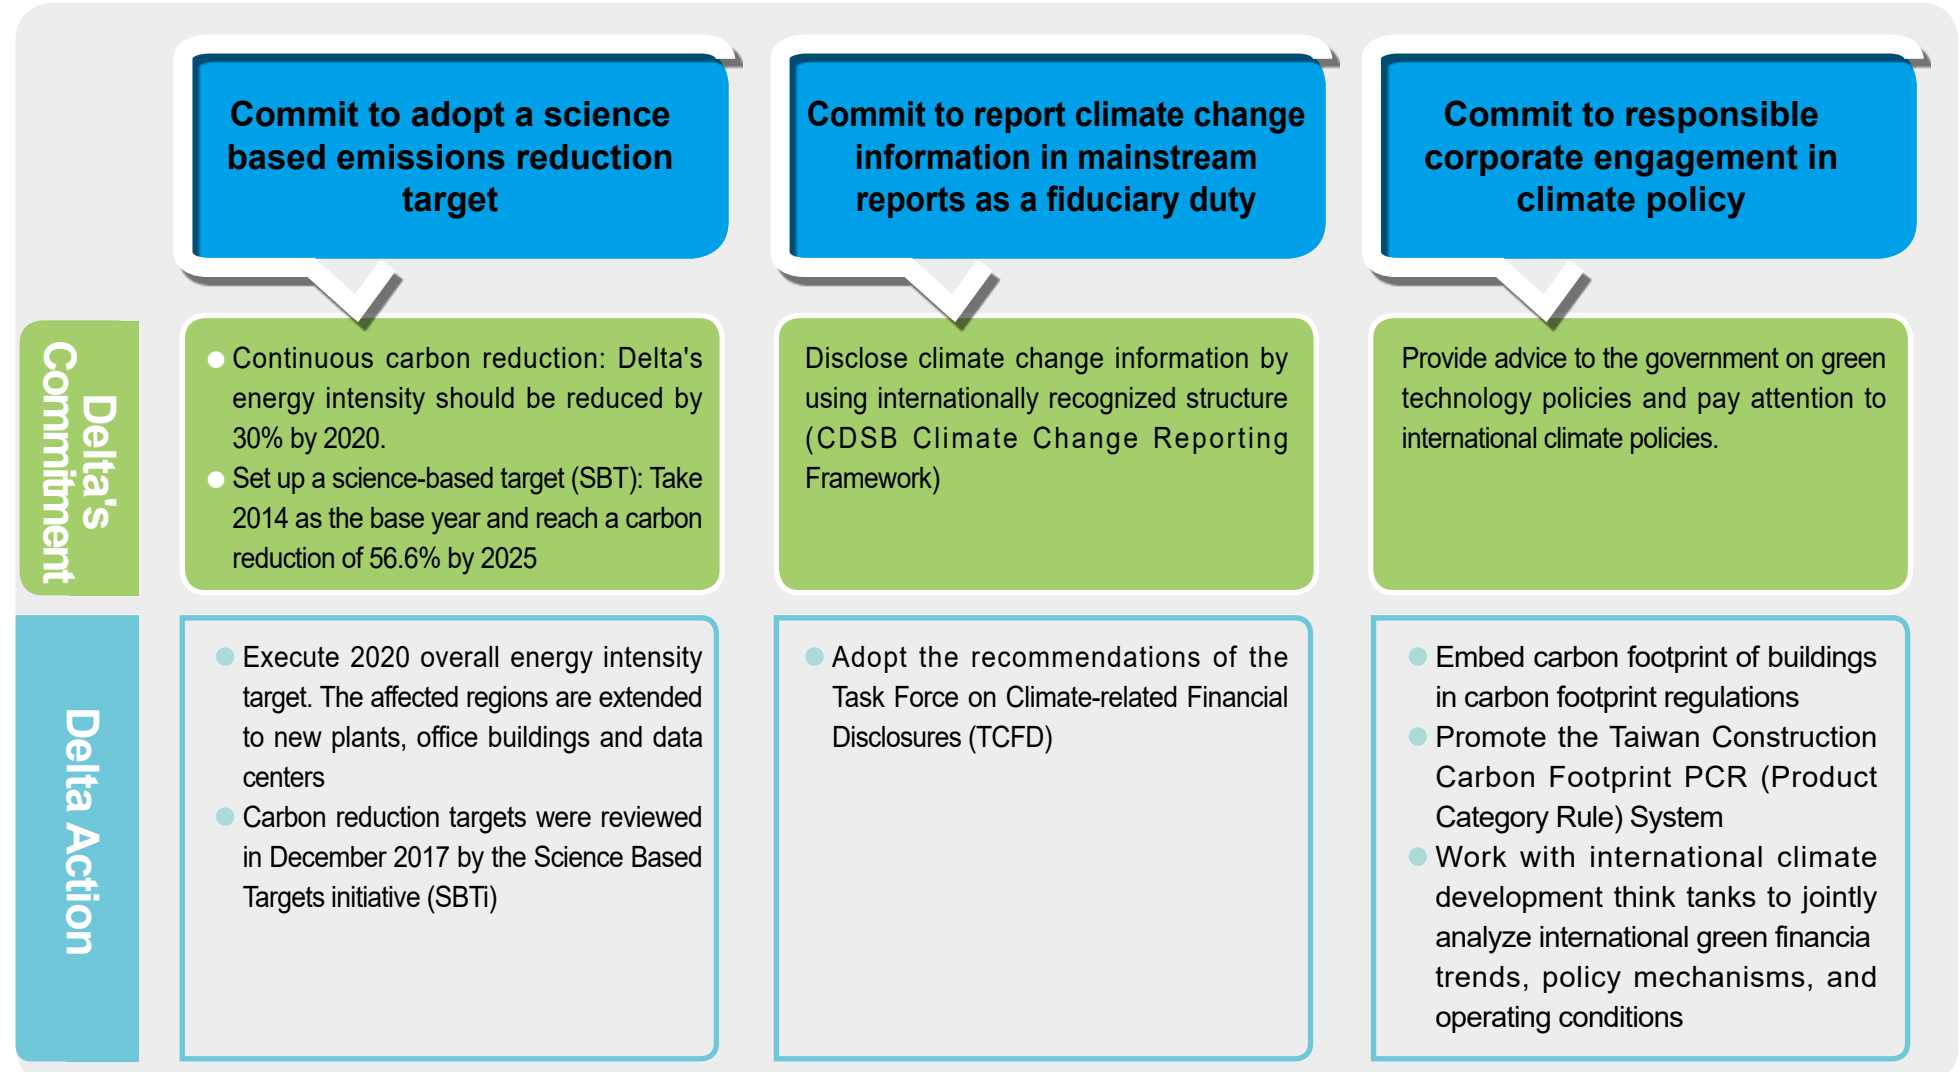 Commit to adopt a science
based emissions reduction
target
Commit to report climate change
information in mainstream
reports as a fiduciary duty
Commit to responsible
corporate engagement in
climate policy
Delta's
Commitment
Continuous carbon reduction: Delta's
energy intensity should be reduced by
30% by 2020.
Set up a science-based target (SBT): Take
2014 as the base year and reach a carbon
reduction of 56.6% by 2025
Disclose climate change information by
using internationally recognized structure
(CDSB Climate Change Reporting
Framework)
Provide advice to the government on green
technology policies and pay attention to
international climate policies.
Delta Action
Execute 2020 overall energy intensity
target. The affected regions are extended
to new plants, office buildings and data
centers
Carbon reduction targets were reviewed
in December 2017 by the Science Based
Targets initiative (SBTi)
Adopt the recommendations of the
Task Force on Climate-related Financial
Disclosures (TCFD)
Embed carbon footprint of buildings
in carbon footprint regulations
Promote the Taiwan Construction
Carbon Footprint PCR (Product
Category Rule) System
Work with international climate
development think tanks to jointly
analyze international green financia
trends, policy mechanisms, and
operating conditions